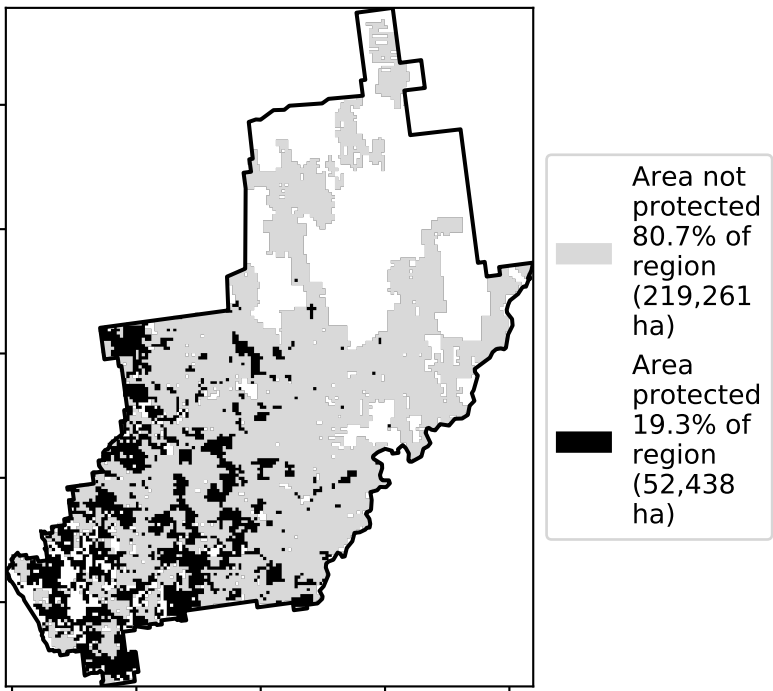 Area not
protected
80.7% of
region
(219,261
ha)
Area
protected
19.3% of
region
(52,438
ha)